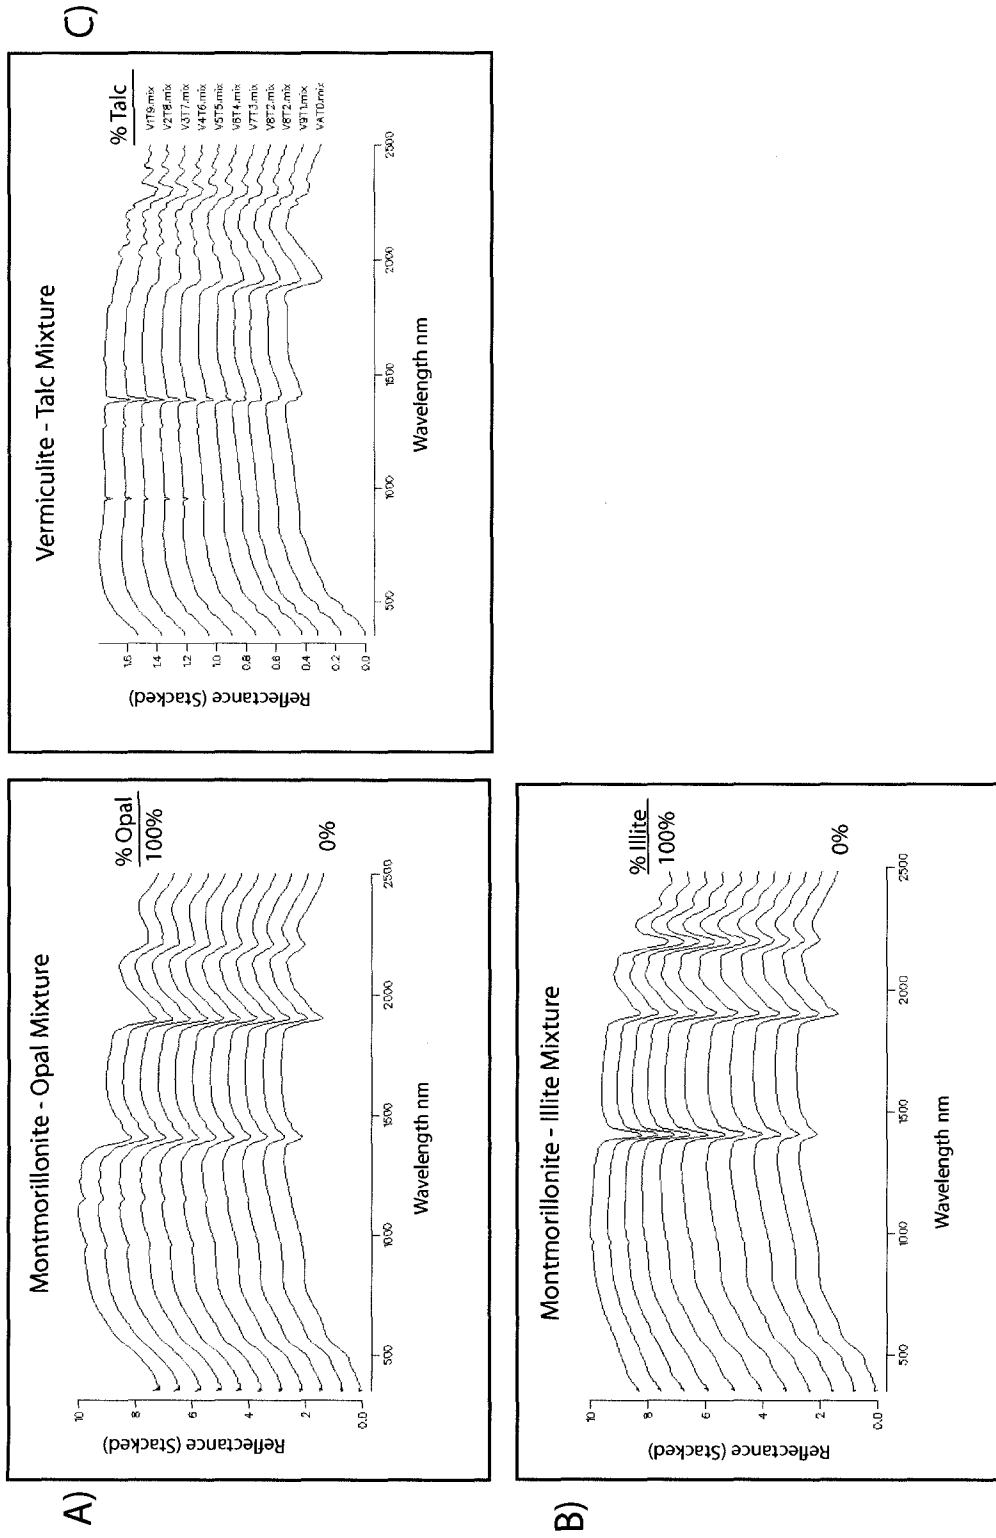 A)
Montmorillonite - Opal Mixture
Reflectance (Stacked)
10
8
6
4
2
0.0
500
1000
1500
2000
2500
Wavelength nm
% Opal
100%
0%
B)
Montmorillonite - Illite Mixture
Reflectance (Stacked)
10
8
6
4
2
0.0
500
1000
1500
2000
2500
Wavelength nm
% Illite
100%
0%
C)
Vermiculite - Talc Mixture
Reflectance (Stacked)
1.6
1.4
1.2
1.0
0.8
0.6
0.4
0.2
0.0
500
1000
1500
2000
2500
Wavelength nm
% Talc
V1T9.mix
V2T8.mix
V3T7.mix
V4T6.mix
V5T5.mix
V6T4.mix
V7T3.mix
V8T2.mix
V8T2.mix
V9T1.mix
VAT0.mix